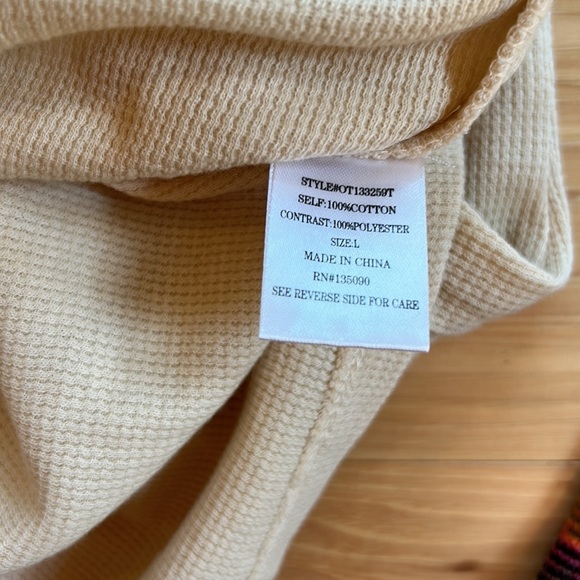 STYLE#OT133259T
SELF:100%COTTON
CONTRAST:100%POLYESTER
SIZE:L
MADE IN CHINA
RN#135090
SEE REVERSE SIDE FOR CARE